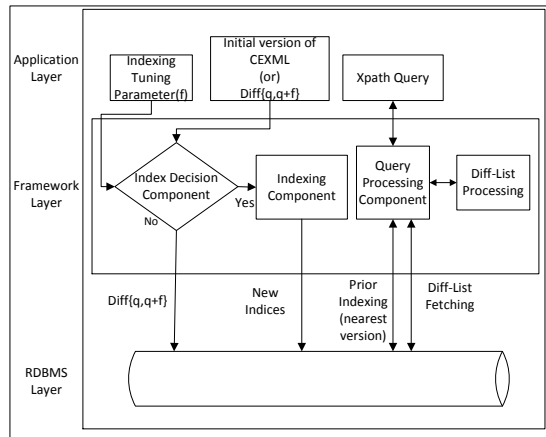 Application
Layer
Indexing
Tuning
Parameter(f)
Initial version of
CEXML
(or)
Diff{q,q+f}
Xpath Query
Framework
Layer
Index Decision
Component
No
Yes
Indexing
Component
Query
Processing
Component
Diff-List
Processing
Diff{q,q+f}
New
Indices
Prior
Indexing
(nearest
version)
Diff-List
Fetching
RDBMS
Layer